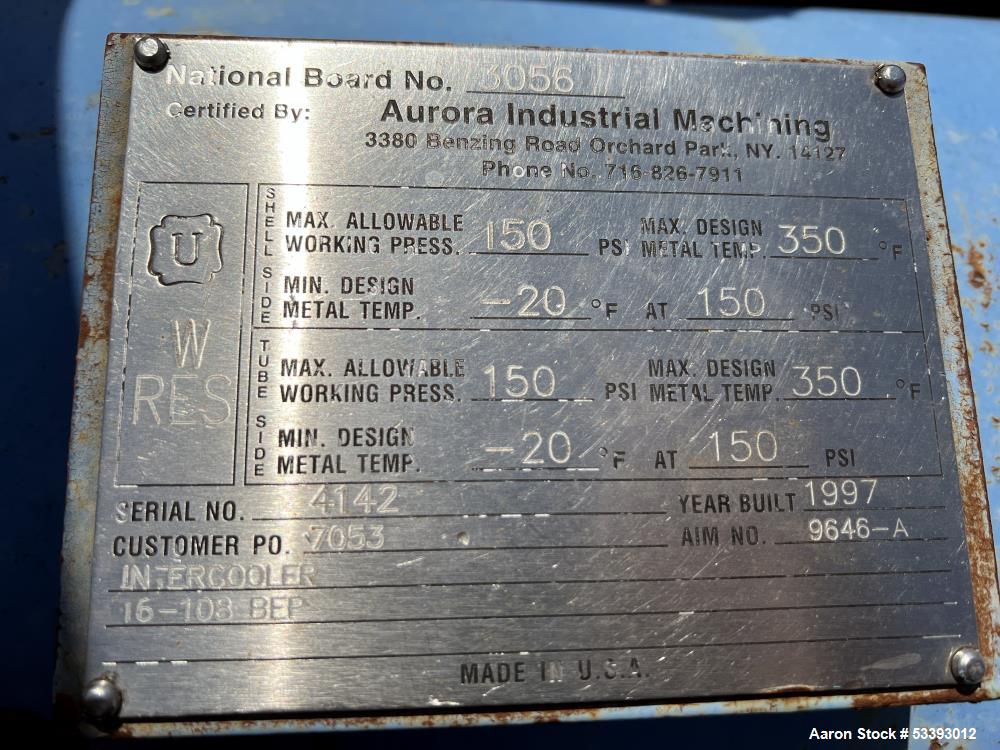 National Board No. 3056
Certified By: Aurora Industrial Machining
3380 Benzing Road Orchard Park, NY. 14127
Phone No. 716-826-7911
U
W
RES
SHELL SIDE
MAX. ALLOWABLE WORKING PRESS. 150 PSI MAX. DESIGN METAL TEMP. 350 °F
MIN. DESIGN METAL TEMP. -20 °F AT 150 PSI
TUBE SIDE
MAX. ALLOWABLE WORKING PRESS. 150 PSI MAX. DESIGN METAL TEMP. 350 °F
MIN. DESIGN METAL TEMP. -20 °F AT 150 PSI
SERIAL NO. 4142 YEAR BUILT 1997
CUSTOMER PO. 7053 AIM NO. 9646-A
INTERCOOLER
16-108 BEP
MADE IN U.S.A.
Aaron Stock # 53393012